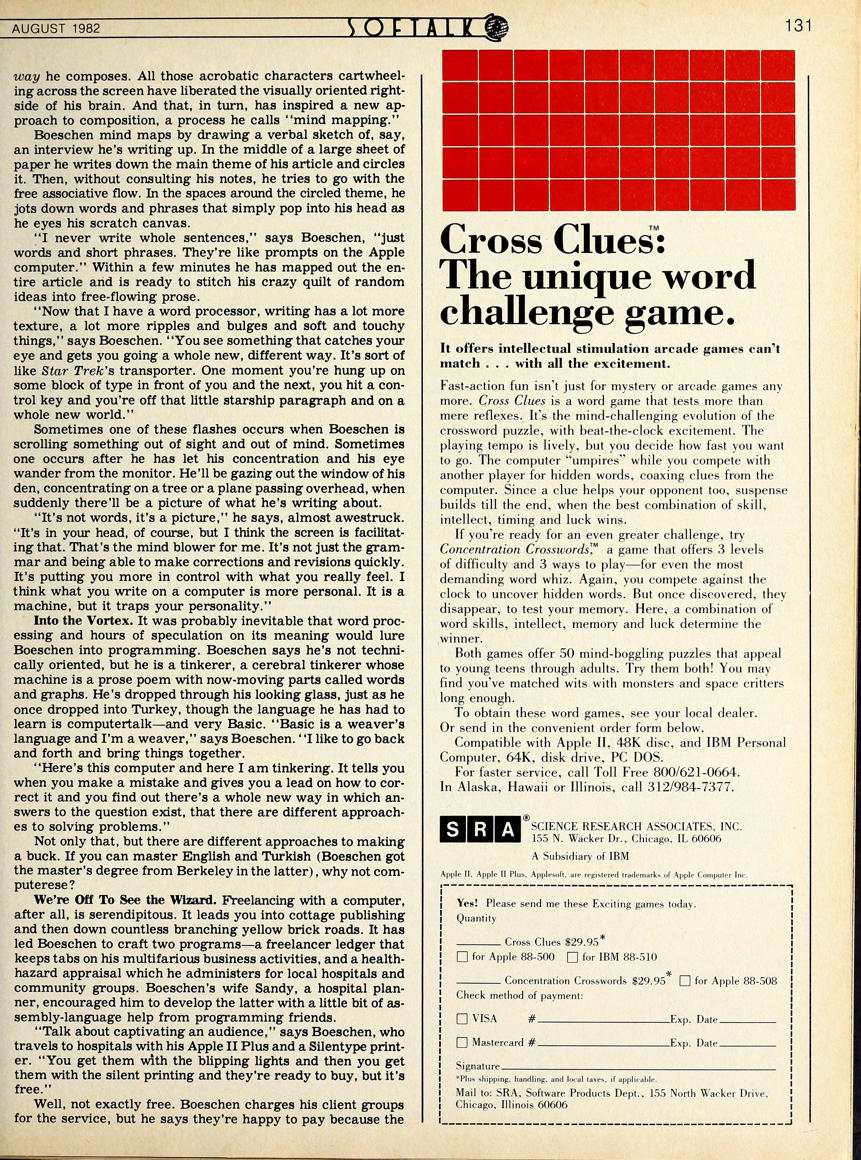 AUGUST 1982
SOFTALK
131
way he composes. All those acrobatic characters cartwheel-
ing across the screen have liberated the visually oriented right-
side of his brain. And that, in turn, has inspired a new ap-
proach to composition, a process he calls "mind mapping."
Boeschen mind maps by drawing a verbal sketch of, say,
an interview he's writing up. In the middle of a large sheet of
paper he writes down the main theme of his article and circles
it. Then, without consulting his notes, he tries to go with the
free associative flow. In the spaces around the circled theme, he
jots down words and phrases that simply pop into his head as
he eyes his scratch canvas.
"I never write whole sentences," says Boeschen, "just
words and short phrases. They're like prompts on the Apple
computer." Within a few minutes he has mapped out the en-
tire article and is ready to stitch his crazy quilt of random
ideas into free-flowing prose.
"Now that I have a word processor, writing has a lot more
texture, a lot more ripples and bulges and soft and touchy
things," says Boeschen. "You see something that catches your
eye and gets you going a whole new, different way. It's sort of
like Star Trek's transporter. One moment you're hung up on
some block of type in front of you and the next, you hit a con-
trol key and you're off that little starship paragraph and on a
whole new world."
Sometimes one of these flashes occurs when Boeschen is
scrolling something out of sight and out of mind. Sometimes
one occurs after he has let his concentration and his eye
wander from the monitor. He'll be gazing out the window of his
den, concentrating on a tree or a plane passing overhead, when
suddenly there'll be a picture of what he's writing about.
"It's not words, it's a picture," he says, almost awestruck.
"It's in your head, of course, but I think the screen is facilitat-
ing that. That's the mind blower for me. It's not just the gram-
mar and being able to make corrections and revisions quickly.
It's putting you more in control with what you really feel. I
think what you write on a computer is more personal. It is a
machine, but it traps your personality."
Into the Vortex. It was probably inevitable that word proc-
essing and hours of speculation on its meaning would lure
Boeschen into programming. Boeschen says he's not techni-
cally oriented, but he is a tinkerer, a cerebral tinkerer whose
machine is a prose poem with now-moving parts called words
and graphs. He's dropped through his looking glass, just as he
once dropped into Turkey, though the language he has had to
learn is computertalk—and very Basic. "Basic is a weaver's
language and I'm a weaver," says Boeschen. "I like to go back
and forth and bring things together.
"Here's this computer and here I am tinkering. It tells you
when you make a mistake and gives you a lead on how to cor-
rect it and you find out there's a whole new way in which an-
swers to the question exist, that there are different approach-
es to solving problems."
Not only that, but there are different approaches to making
a buck. If you can master English and Turkish (Boeschen got
the master's degree from Berkeley in the latter), why not com-
puterese?
We're Off To See the Wizard. Freelancing with a computer,
after all, is serendipitous. It leads you into cottage publishing
and then down countless branching yellow brick roads. It has
led Boeschen to craft two programs—a freelancer ledger that
keeps tabs on his multifarious business activities, and a health-
hazard appraisal which he administers for local hospitals and
community groups. Boeschen's wife Sandy, a hospital plan-
ner, encouraged him to develop the latter with a little bit of as-
sembly-language help from programming friends.
"Talk about captivating an audience," says Boeschen, who
travels to hospitals with his Apple II Plus and a Silentype print-
er. "You get them with the blipping lights and then you get
them with the silent printing and they're ready to buy, but it's
free."
Well, not exactly free. Boeschen charges his client groups
for the service, but he says they're happy to pay because the
Cross Clues™:
The unique word
challenge game.
It offers intellectual stimulation arcade games can't
match . . . with all the excitement.
Fast-action fun isn't just for mystery or arcade games any
more. Cross Clues is a word game that tests more than
mere reflexes. It's the mind-challenging evolution of the
crossword puzzle, with beat-the-clock excitement. The
playing tempo is lively, but you decide how fast you want
to go. The computer "umpires" while you compete with
another player for hidden words, coaxing clues from the
computer. Since a clue helps your opponent too, suspense
builds till the end, when the best combination of skill,
intellect, timing and luck wins.
If you're ready for an even greater challenge, try
Concentration Crosswords,™ a game that offers 3 levels
of difficulty and 3 ways to play—for even the most
demanding word whiz. Again, you compete against the
clock to uncover hidden words. But once discovered, they
disappear, to test your memory. Here, a combination of
word skills, intellect, memory and luck determine the
winner.
Both games offer 50 mind-boggling puzzles that appeal
to young teens through adults. Try them both! You may
find you've matched wits with monsters and space critters
long enough.
To obtain these word games, see your local dealer.
Or send in the convenient order form below.
Compatible with Apple II, 48K disc, and IBM Personal
Computer, 64K, disk drive, PC DOS.
For faster service, call Toll Free 800/621-0664.
In Alaska, Hawaii or Illinois, call 312/984-7377.
SRA® SCIENCE RESEARCH ASSOCIATES, INC.
155 N. Wacker Dr., Chicago, IL 60606
A Subsidiary of IBM
Apple II, Apple II Plus, Applesoft, are registered trademarks of Apple Computer Inc.
Yes! Please send me these Exciting games today.
Quantity
______ Cross Clues $29.95*
☐ for Apple 88-500 ☐ for IBM 88-510
______ Concentration Crosswords $29.95* ☐ for Apple 88-508
Check method of payment:
☐ VISA #______Exp. Date______
☐ Mastercard #______Exp. Date______
Signature______
*Plus shipping, handling, and local taxes, if applicable.
Mail to: SRA, Software Products Dept., 155 North Wacker Drive,
Chicago, Illinois 60606